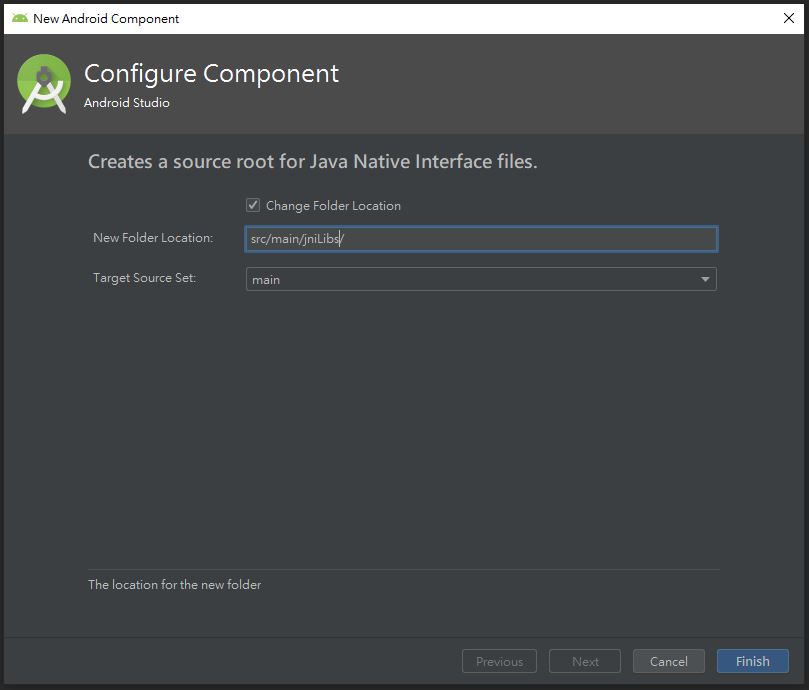 New Android Component
Configure Component
Android Studio
Creates a source root for Java Native Interface files.
Change Folder Location
New Folder Location: src/main/jniLibs/
Target Source Set: main
The location for the new folder
Previous Next Cancel Finish